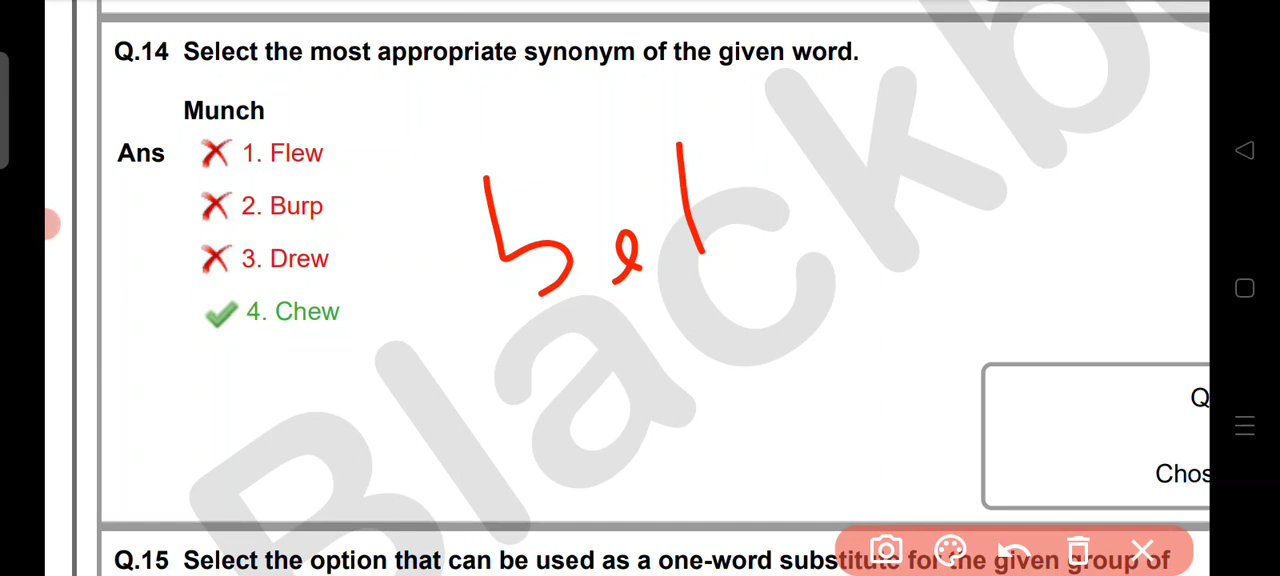 Q.14 Select the most appropriate synonym of the given word.
Munch
Ans 1. Flew
2. Burp
3. Drew
4. Chew
Blackb
Q
Chos
Q.15 Select the option that can be used as a one-word substitute for the given group of